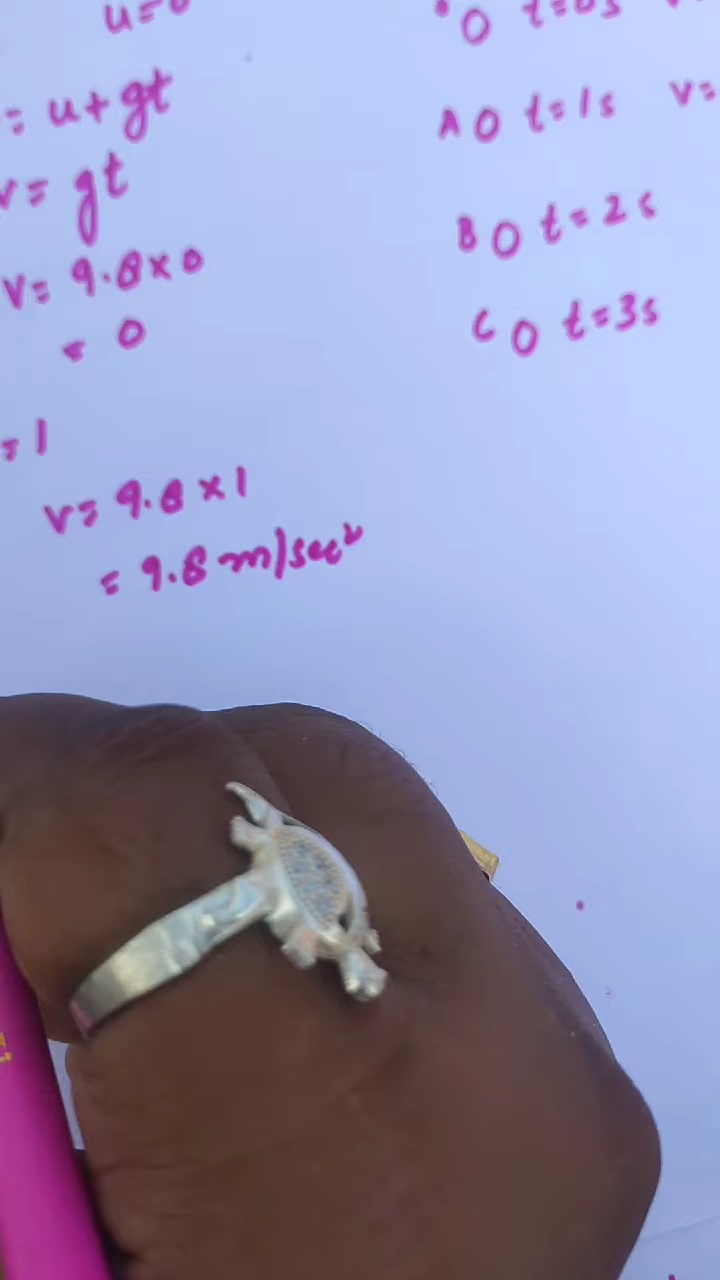 u=0
= u+gt
v= gt
v= 9.8×0
= 0
=1
v= 9.8×1
= 9.8 m/sec²
O t=0s
A O t=1s v=
B O t=2s
C O t=3s